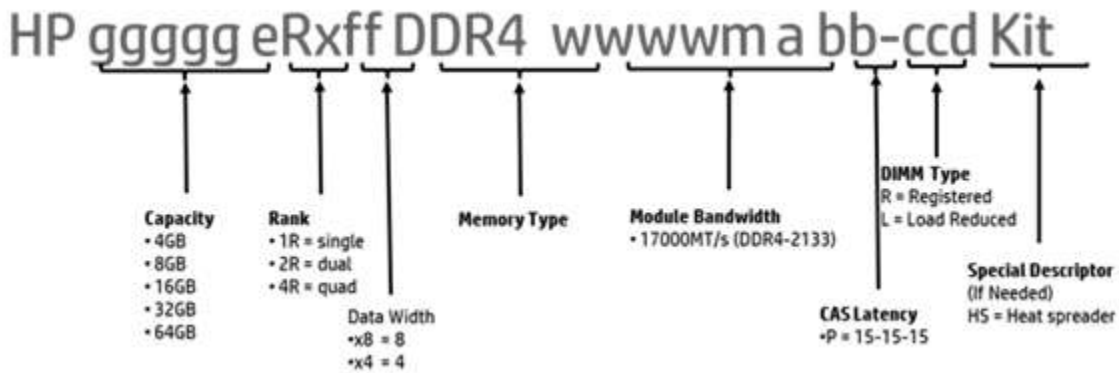 HP ggggg eRxff DDR4 wwwwm a bb-ccd Kit
Capacity
• 4GB
• 8GB
• 16GB
• 32GB
• 64GB
Rank
• 1R = single
• 2R = dual
• 4R = quad
Data Width
•x8 = 8
•x4 = 4
Memory Type
Module Bandwidth
• 17000MT/s (DDR4-2133)
CAS Latency
•P = 15-15-15
DIMM Type
R = Registered
L = Load Reduced
Special Descriptor
(If Needed)
HS = Heat spreader